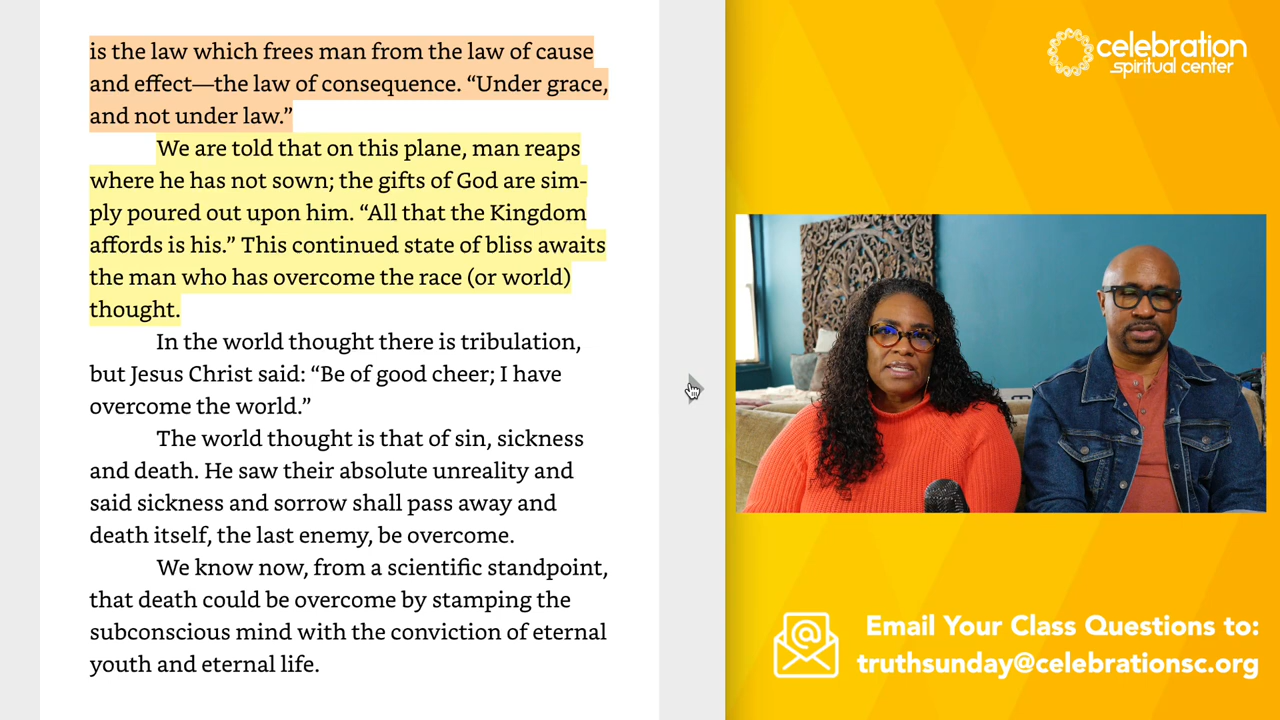 is the law which frees man from the law of cause
and effect—the law of consequence. “Under grace,
and not under law.”
We are told that on this plane, man reaps
where he has not sown; the gifts of God are sim-
ply poured out upon him. “All that the Kingdom
affords is his.” This continued state of bliss awaits
the man who has overcome the race (or world)
thought.
In the world thought there is tribulation,
but Jesus Christ said: “Be of good cheer; I have
overcome the world.”
The world thought is that of sin, sickness
and death. He saw their absolute unreality and
said sickness and sorrow shall pass away and
death itself, the last enemy, be overcome.
We know now, from a scientific standpoint,
that death could be overcome by stamping the
subconscious mind with the conviction of eternal
youth and eternal life.
celebration
spiritual center
Email Your Class Questions to:
truthsunday@celebrationsc.org